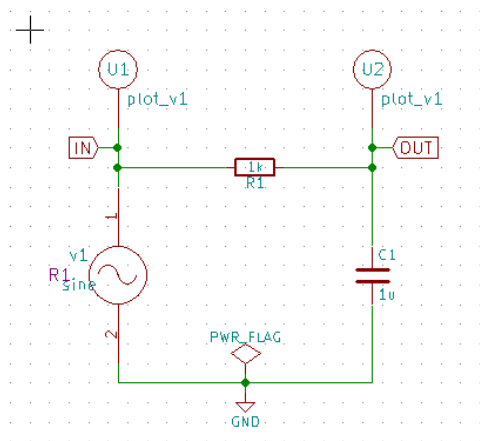 U1
U2
plot_v1
plot_v1
IN
OUT
1k
R1
1
v1
R1
sine
C1
1u
2
PWR_FLAG
GND